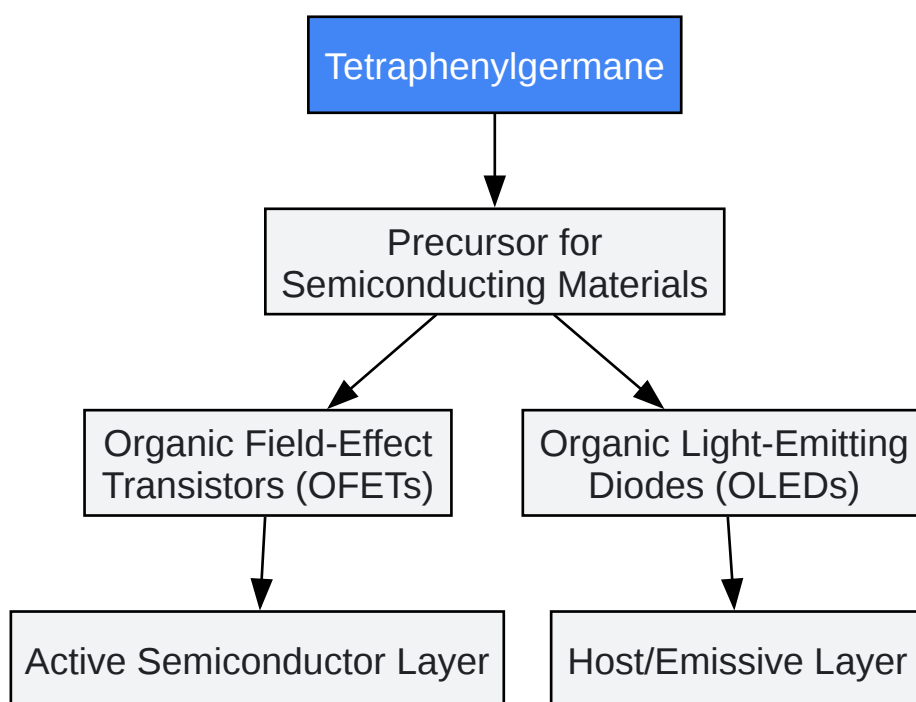 Tetraphenylgermane
Precursor for
Semiconducting Materials
Organic Field-Effect
Transistors (OFETs)
Organic Light-Emitting
Diodes (OLEDs)
Active Semiconductor Layer
Host/Emissive Layer